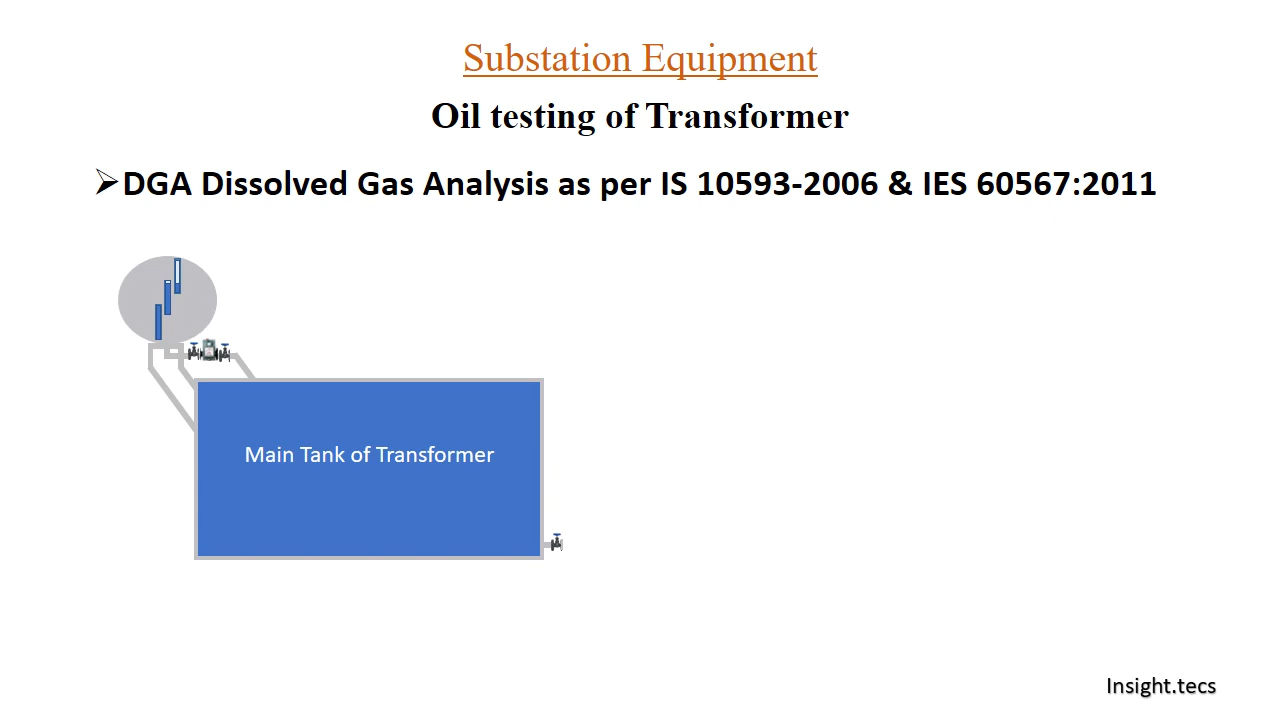 Substation Equipment
Oil testing of Transformer
➢DGA Dissolved Gas Analysis as per IS 10593-2006 & IES 60567:2011
Main Tank of Transformer
Insight.tecs